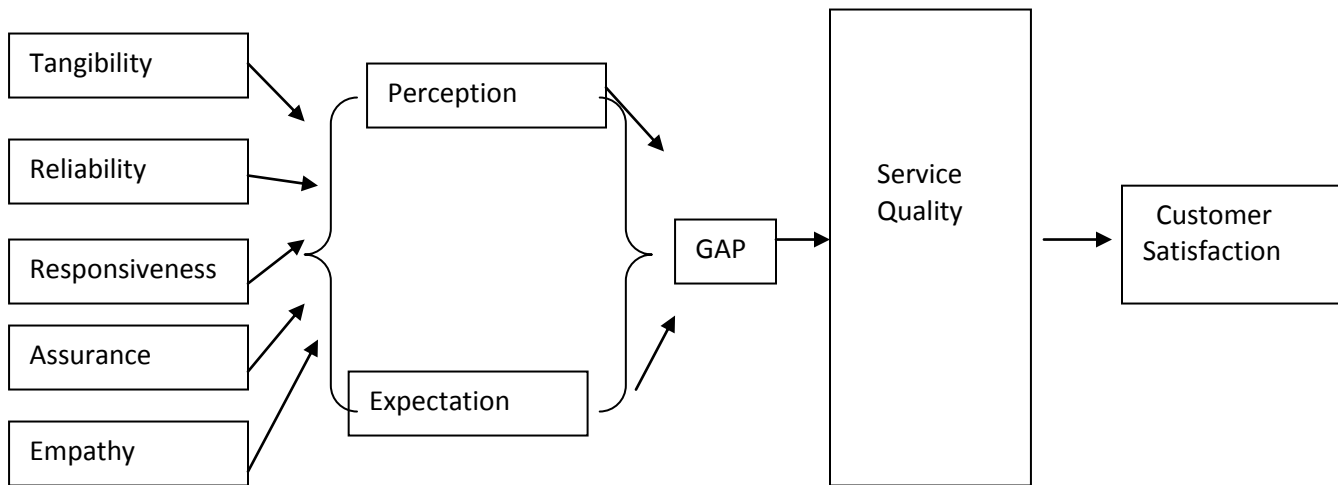 Tangibility
Reliability
Responsiveness
Assurance
Empathy
Perception
Expectation
GAP
Service
Quality
Customer
Satisfaction